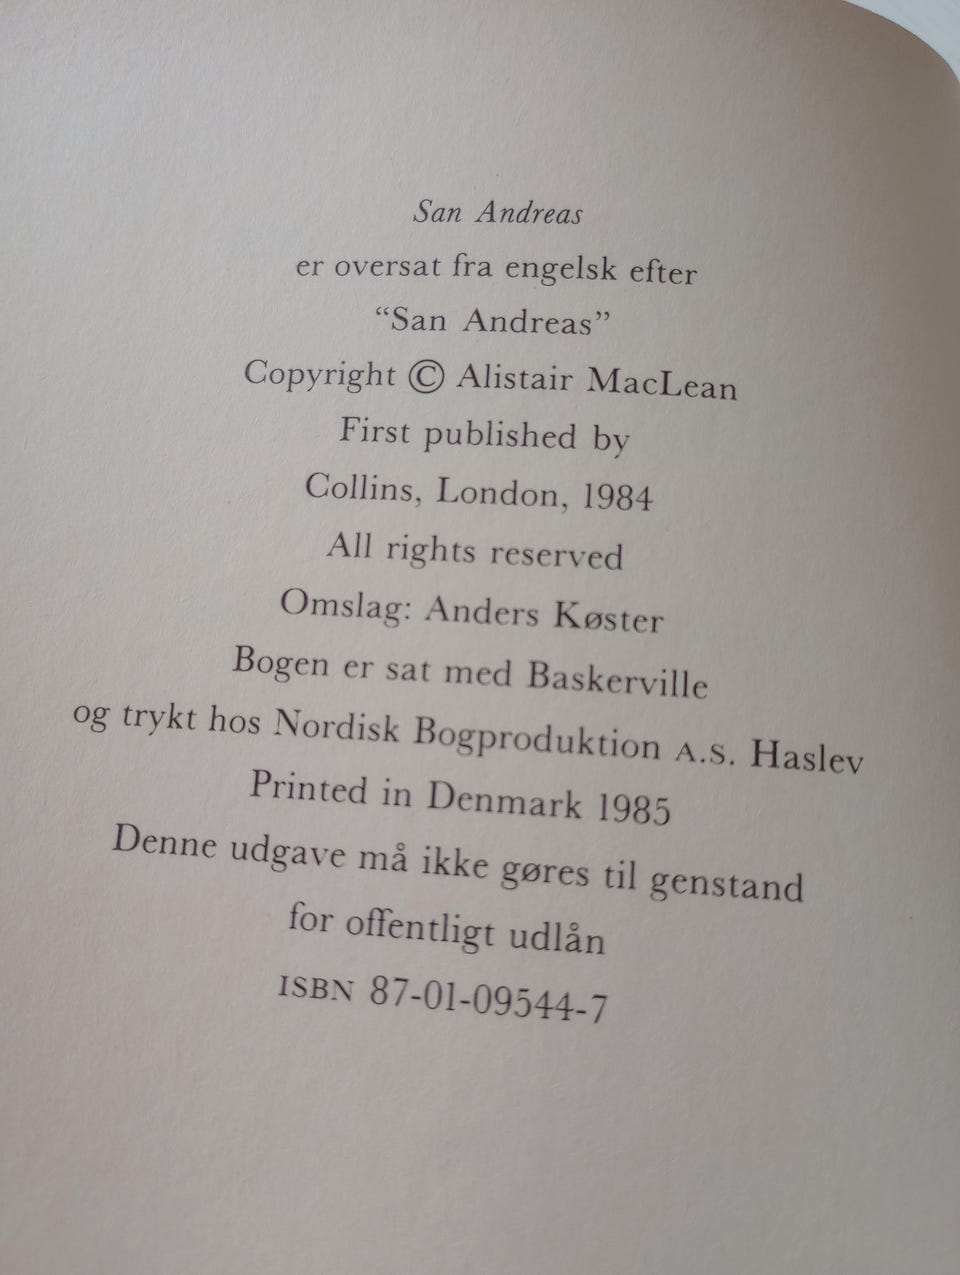 San Andreas
er oversat fra engelsk efter
“San Andreas”
Copyright © Alistair MacLean
First published by
Collins, London, 1984
All rights reserved
Omslag: Anders Køster
Bogen er sat med Baskerville
og trykt hos Nordisk Bogproduktion A.S. Haslev
Printed in Denmark 1985
Denne udgave må ikke gøres til genstand
for offentligt udlån
ISBN 87-01-09544-7